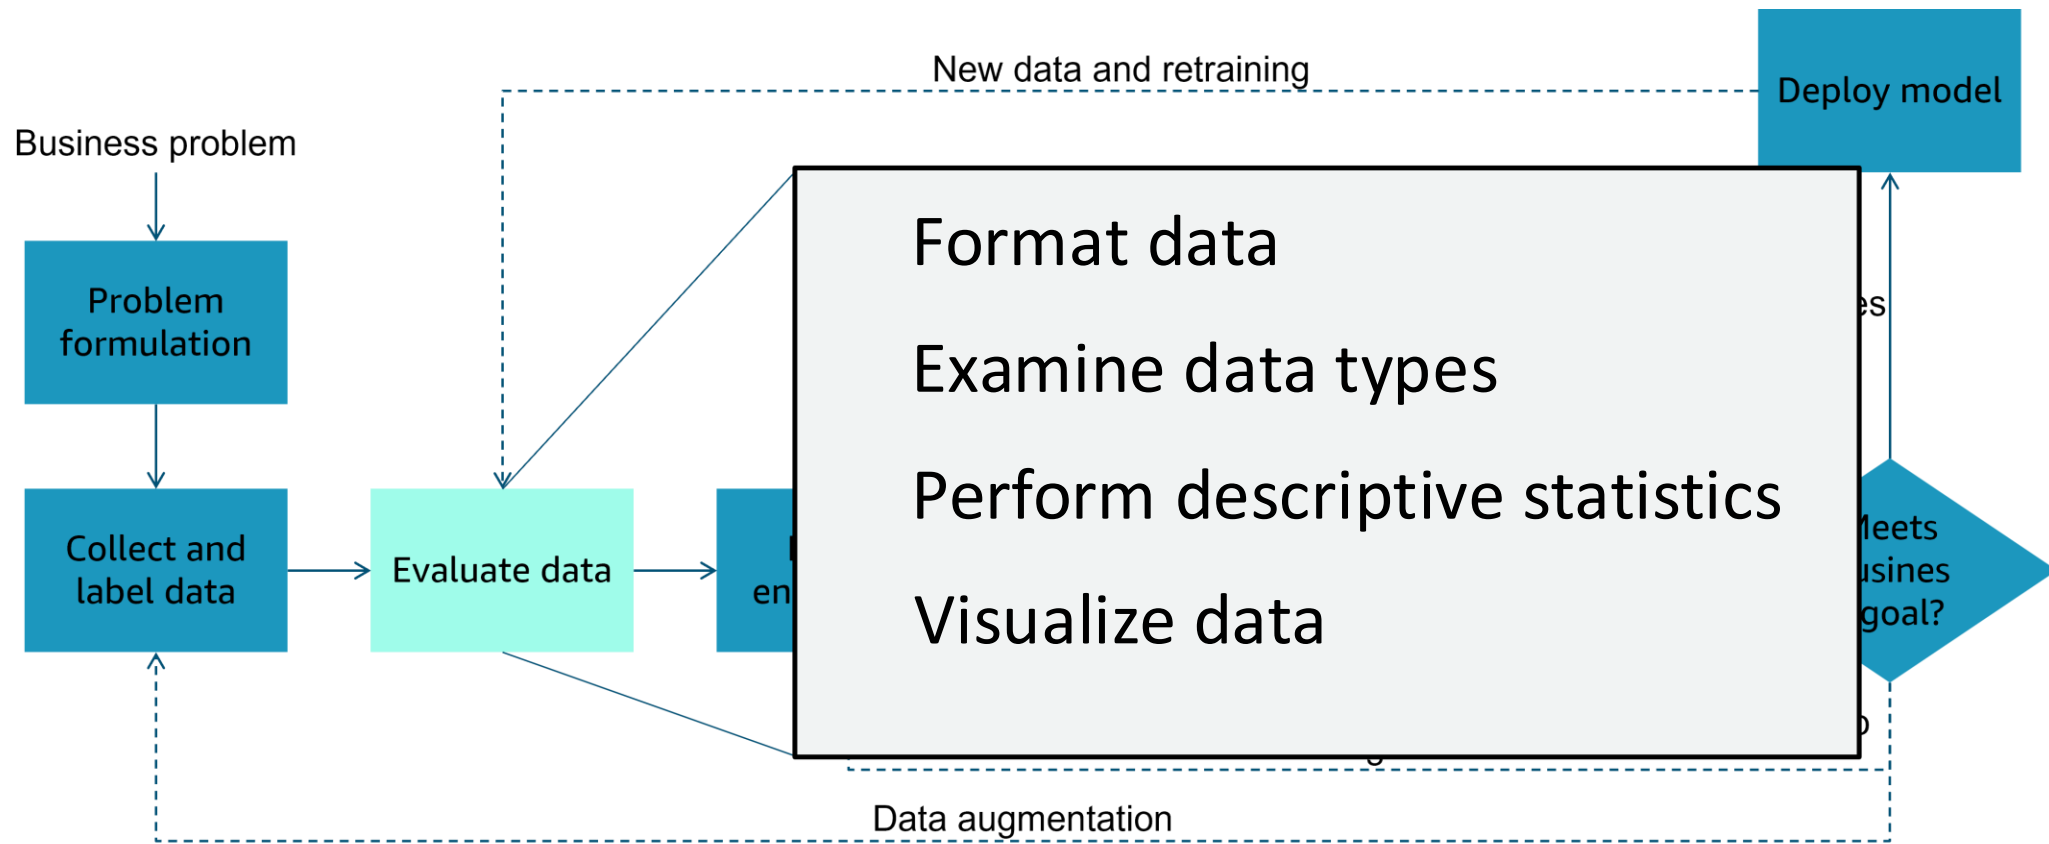 New data and retraining
Deploy model
Business problem
Format data
Problem
formulation
Examine data types
Perform descriptive statistics
Collect and
label data
Evaluate data
goal?
Visualize data
Data augmentation